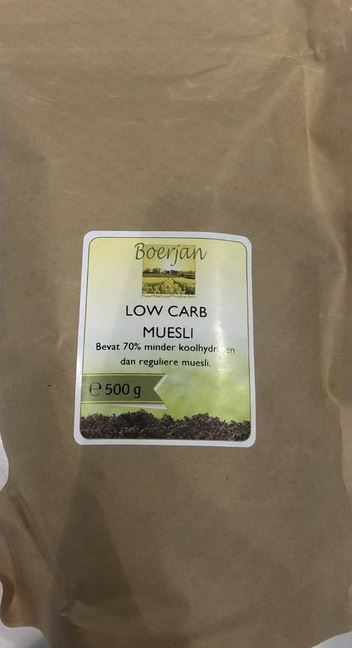 Boerjan
LOW CARB
MUESLI
Bevat 70% minder koolhydraten
dan reguliere muesli.
℮ 500 g